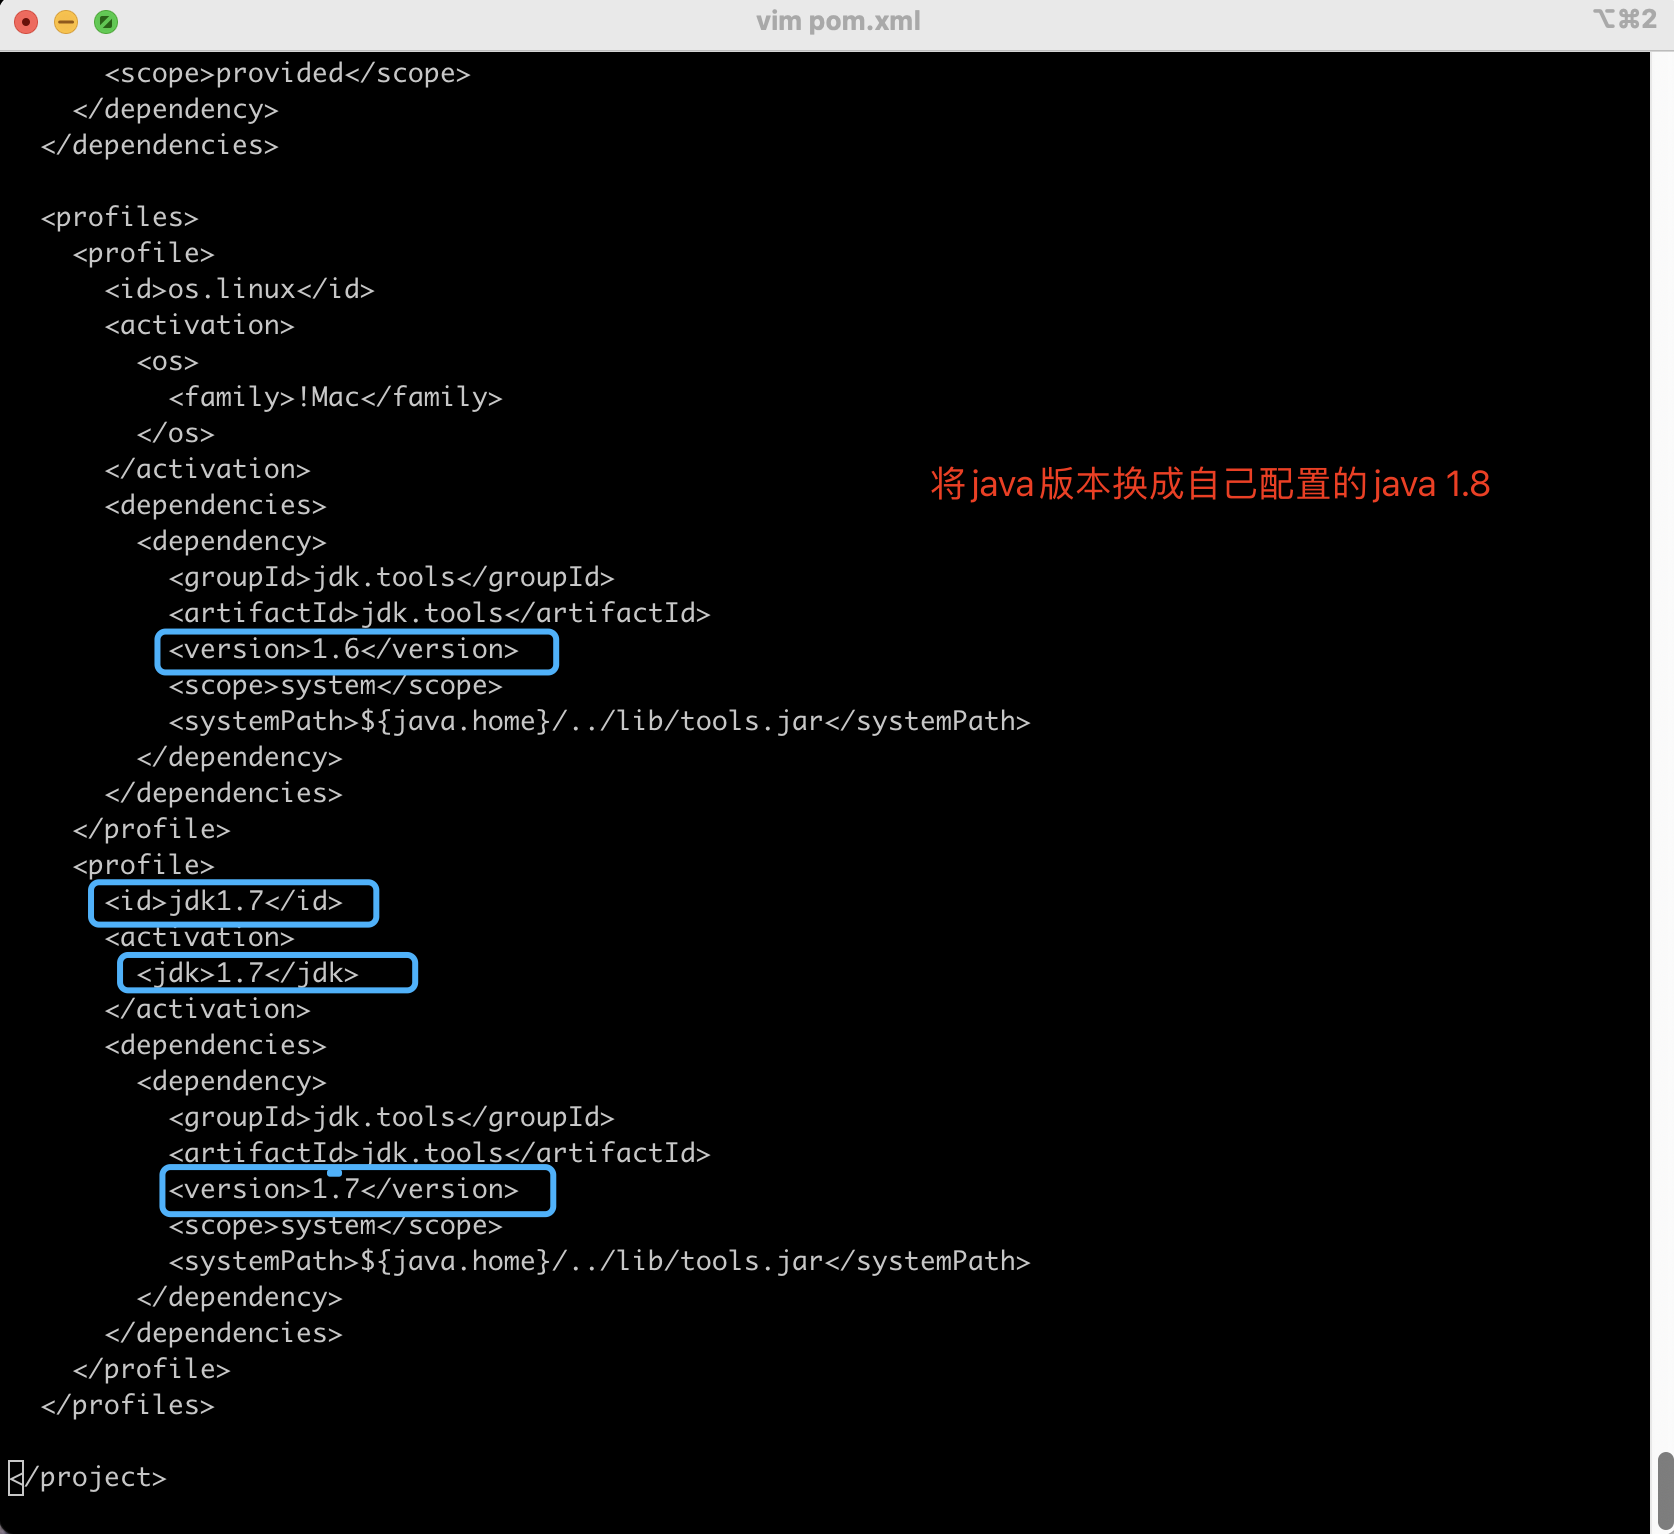 vim pom.xml
⌥⌘2
<scope>provided</scope>
</dependency>
</dependencies>
<profiles>
<profile>
<id>os.linux</id>
<activation>
<os>
<family>!Mac</family>
</os>
</activation>
将java版本换成自己配置的java 1.8
<dependencies>
<dependency>
<groupId>jdk.tools</groupId>
<artifactId>jdk.tools</artifactId>
<version>1.6</version>
<scope>system</scope>
<systemPath>${java.home}/../lib/tools.jar</systemPath>
</dependency>
</dependencies>
</profile>
<profile>
<id>jdk1.7</id>
<activation>
<jdk>1.7</jdk>
</activation>
<dependencies>
<dependency>
<groupId>jdk.tools</groupId>
<artifactId>jdk.tools</artifactId>
<version>1.7</version>
<scope>system</scope>
<systemPath>${java.home}/../lib/tools.jar</systemPath>
</dependency>
</dependencies>
</profile>
</profiles>
</project>